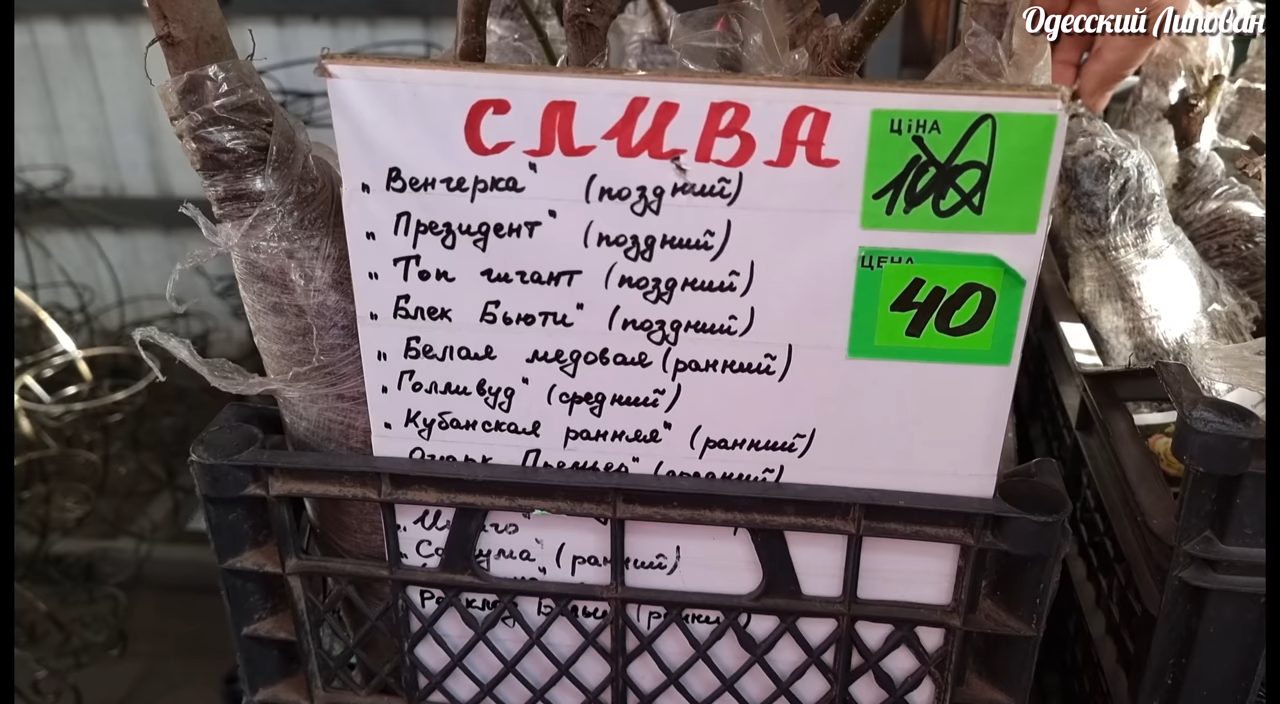 Одесский Липован
СЛИВА
ЦіНА
100
„Венгерка" (поздний)
„Президент" (поздний)
„Топ гигант (поздний)
„Блек Бьюти" (поздний)
„Белая медовая (ранний)
„Голливуд" (средний)
„Кубанская ранняя" (ранний)
Премьер"
(ранний)
ЦЕНА
40